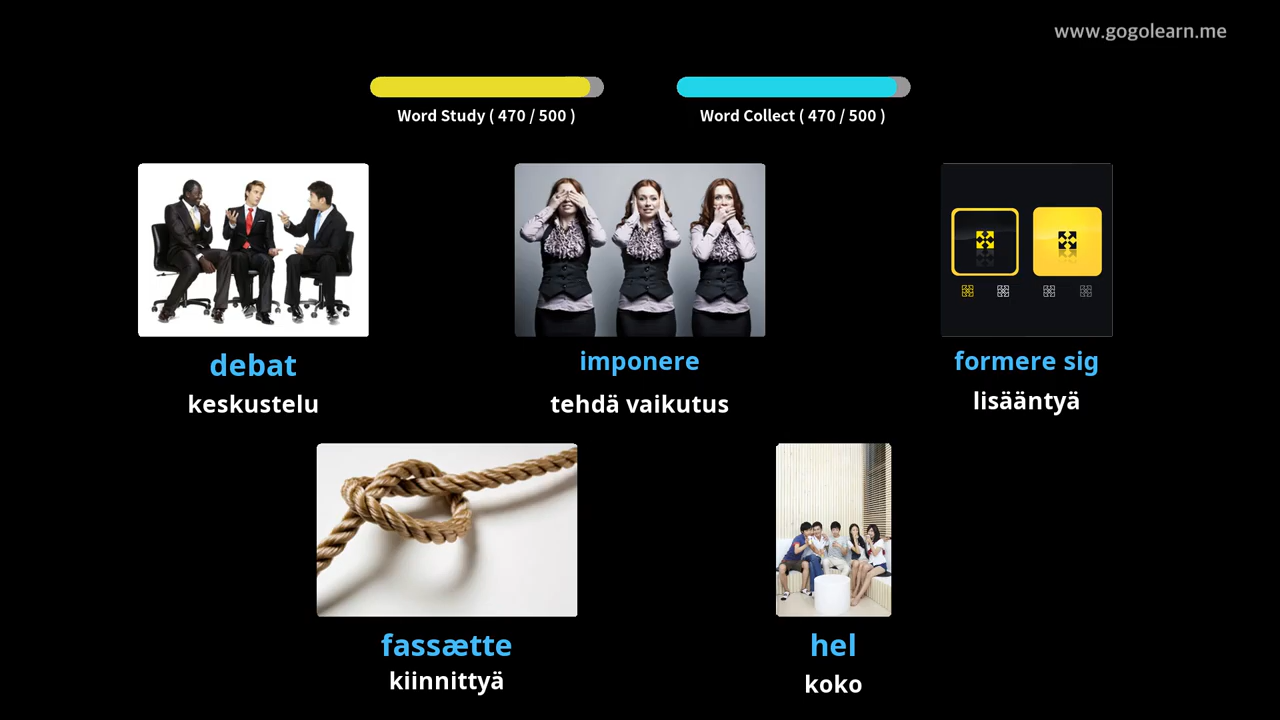 www.gogolearn.me
Word Study ( 470 / 500 )
Word Collect ( 470 / 500 )
debat
keskustelu
imponere
tehdä vaikutus
formere sig
lisääntyä
fassætte
kiinnittyä
hel
koko